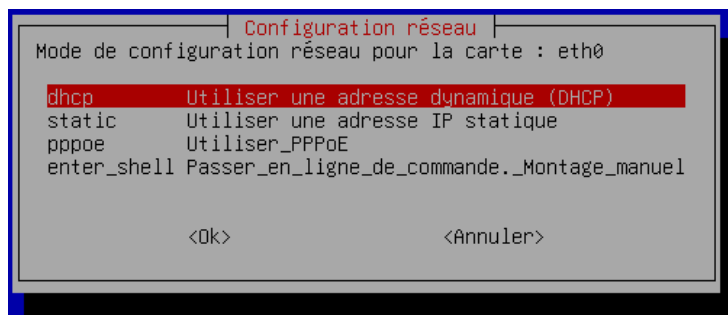 Configuration réseau
Mode de configuration réseau pour la carte : eth0
dhcp Utiliser une adresse dynamique (DHCP)
static Utiliser une adresse IP statique
pppoe Utiliser_PPPoE
enter_shell Passer_en_ligne_de_commande._Montage_manuel
<Ok> <Annuler>